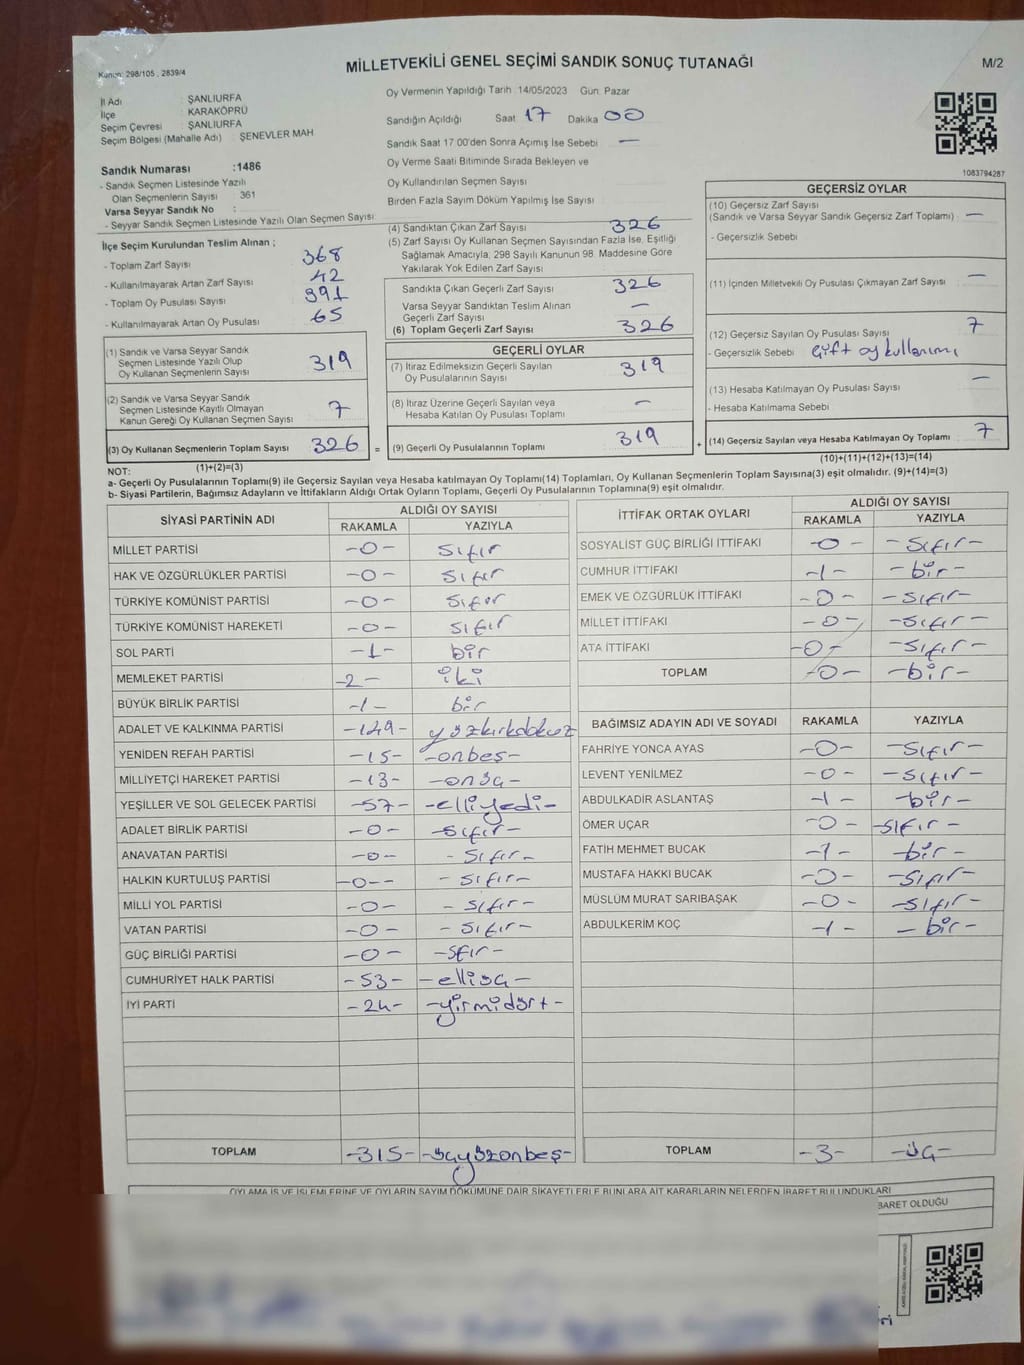 Kanun: 298/105 , 2839/4
MİLLETVEKİLİ GENEL SEÇİMİ SANDIK SONUÇ TUTANAĞI
M/2
İl Adı : ŞANLIURFA
İlçe : KARAKÖPRÜ
Seçim Çevresi : ŞANLIURFA
Seçim Bölgesi (Mahalle Adı) : ŞENEVLER MAH
Sandık Numarası :1486
- Sandık Seçmen Listesinde Yazılı
Olan Seçmenlerin Sayısı : 361
Varsa Seyyar Sandık No :
- Seyyar Sandık Seçmen Listesinde Yazılı Olan Seçmen Sayısı:
İlçe Seçim Kurulundan Teslim Alınan ;
- Toplam Zarf Sayısı 368
- Kullanılmayarak Artan Zarf Sayısı 42
- Toplam Oy Pusulası Sayısı 391
- Kullanılmayarak Artan Oy Pusulası 65
(1) Sandık ve Varsa Seyyar Sandık
Seçmen Listesinde Yazılı Olup
Oy Kullanan Seçmenlerin Sayısı 319
(2) Sandık ve Varsa Seyyar Sandık
Seçmen Listesinde Kayıtlı Olmayan
Kanun Gereği Oy Kullanan Seçmen Sayısı 7
(3) Oy Kullanan Seçmenlerin Toplam Sayısı 326 =
Oy Vermenin Yapıldığı Tarih : 14/05/2023 Gün: Pazar
Sandığın Açıldığı Saat 17 Dakika 00
Sandık Saat 17:00'den Sonra Açımış İse Sebebi —
Oy Verme Saati Bitiminde Sırada Bekleyen ve
Oy Kullandırılan Seçmen Sayısı
Birden Fazla Sayım Döküm Yapılmış İse Sayısı
(4) Sandıktan Çıkan Zarf Sayısı 326
(5) Zarf Sayısı Oy Kullanan Seçmen Sayısından Fazla İse, Eşitliği
Sağlamak Amacıyla, 298 Sayılı Kanunun 98. Maddesine Göre
Yakılarak Yok Edilen Zarf Sayısı
Sandıkta Çıkan Geçerli Zarf Sayısı 326
Varsa Seyyar Sandıktan Teslim Alınan
Geçerli Zarf Sayısı —
(6) Toplam Geçerli Zarf Sayısı 326
GEÇERLİ OYLAR
(7) İtiraz Edilmeksizin Geçerli Sayılan
Oy Pusulalarının Sayısı 319
(8) İtiraz Üzerine Geçerli Sayılan veya
Hesaba Katılan Oy Pusulası Toplamı —
(9) Geçerli Oy Pusulalarının Toplamı 319 +
1083794287
GEÇERSİZ OYLAR
(10) Geçersiz Zarf Sayısı
(Sandık ve Varsa Seyyar Sandık Geçersiz Zarf Toplamı) —
- Geçersizlik Sebebi
(11) İçinden Milletvekili Oy Pusulası Çıkmayan Zarf Sayısı —
(12) Geçersiz Sayılan Oy Pusulası Sayısı 7
- Geçersizlik Sebebi Çift oy kullanımı
(13) Hesaba Katılmayan Oy Pusulası Sayısı —
- Hesaba Katılmama Sebebi
(14) Geçersiz Sayılan veya Hesaba Katılmayan Oy Toplamı 7
(10)+(11)+(12)+(13)=(14)
NOT: (1)+(2)=(3)
a- Geçerli Oy Pusulalarının Toplamı(9) ile Geçersiz Sayılan veya Hesaba katılmayan Oy Toplamı(14) Toplamları, Oy Kullanan Seçmenlerin Toplam Sayısına(3) eşit olmalıdır. (9)+(14)=(3)
b- Siyasi Partilerin, Bağımsız Adayların ve İttifakların Aldığı Ortak Oyların Toplamı, Geçerli Oy Pusulalarının Toplamına(9) eşit olmalıdır.
SİYASİ PARTİNİN ADI ALDIĞI OY SAYISI
RAKAMLA YAZIYLA
MİLLET PARTİSİ -0- sıfır
HAK VE ÖZGÜRLÜKLER PARTİSİ -0- sıfır
TÜRKİYE KOMÜNİST PARTİSİ -0- sıfır
TÜRKİYE KOMÜNİST HAREKETİ -0- sıfır
SOL PARTİ -1- bir
MEMLEKET PARTİSİ -2- iki
BÜYÜK BİRLİK PARTİSİ -1- bir
ADALET VE KALKINMA PARTİSİ -149- yüzkırkdokuz
YENİDEN REFAH PARTİSİ -15- -onbeş-
MİLLİYETÇİ HAREKET PARTİSİ -13- -onüç-
YEŞİLLER VE SOL GELECEK PARTİSİ -57- -elliyedi-
ADALET BİRLİK PARTİSİ -0- -sıfır-
ANAVATAN PARTİSİ -0- -sıfır-
HALKIN KURTULUŞ PARTİSİ -0-- -sıfır-
MİLLİ YOL PARTİSİ -0- -sıfır-
VATAN PARTİSİ -0- -sıfır-
GÜÇ BİRLİĞİ PARTİSİ -0- -sfır-
CUMHURİYET HALK PARTİSİ -53- -elliüç-
İYİ PARTİ -24- -yirmidört-
TOPLAM -315- -üçyüzonbeş-
İTTİFAK ORTAK OYLARI ALDIĞI OY SAYISI
RAKAMLA YAZIYLA
SOSYALİST GÜÇ BİRLİĞİ İTTİFAKI -0- -sıfır-
CUMHUR İTTİFAKI -1- -bir-
EMEK VE ÖZGÜRLÜK İTTİFAKI -0- -sıfır-
MİLLET İTTİFAKI -0- -sıfır-
ATA İTTİFAKI -0- -sıfır-
TOPLAM -0- -bir-
BAĞIMSIZ ADAYIN ADI VE SOYADI RAKAMLA YAZIYLA
FAHRİYE YONCA AYAS -0- -sıfır-
LEVENT YENİLMEZ -0- -sıfır-
ABDULKADİR ASLANTAŞ -1- -bir-
ÖMER UÇAR -0- -sıfır-
FATİH MEHMET BUCAK -1- -bir-
MUSTAFA HAKKI BUCAK -0- -sıfır-
MÜSLÜM MURAT SARIBAŞAK -0- -sıfır-
ABDULKERİM KOÇ -1- -bir-
TOPLAM -3- -üç-
OYLAMA İŞ VE İŞLEMLERİNE VE OYLARIN SAYIM DÖKÜMÜNE DAİR ŞİKAYETLERLE BUNLARA AİT KARARLARIN NELERDEN İBARET BULUNDUKLARI
BARET OLDUĞU